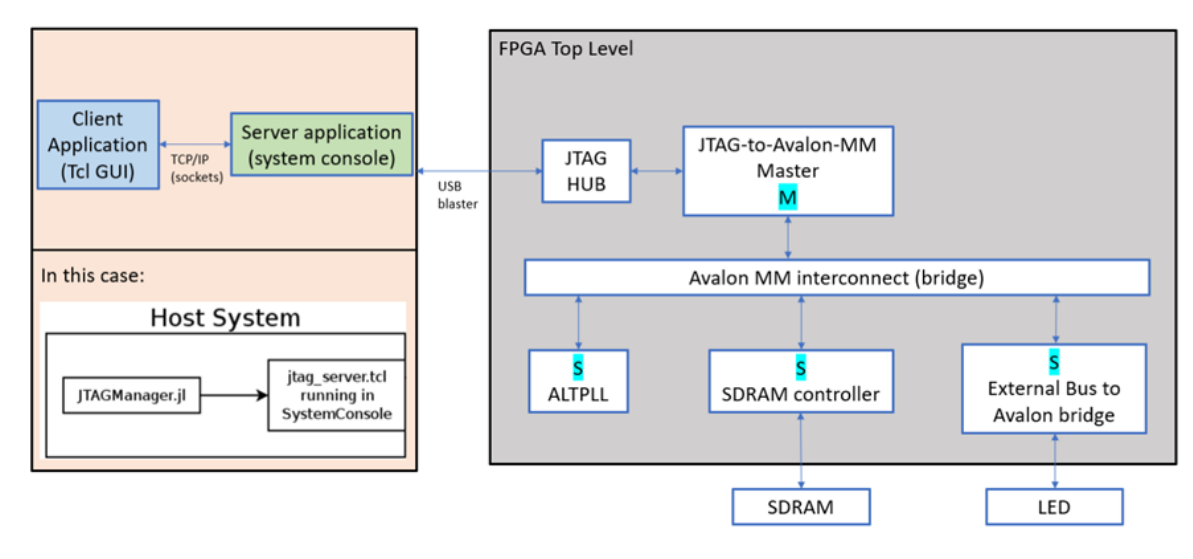 FPGA Top Level
Client
Application
(Tcl GUI)
TCP/IP
(sockets)
Server application
(system console)
USB
blaster
JTAG
HUB
JTAG-to-Avalon-MM
Master
M
Avalon MM interconnect (bridge)
S
ALTPLL
S
SDRAM controller
S
External Bus to
Avalon bridge
SDRAM
LED
In this case:
Host System
JTAGManager.jl
jtag_server.tcl
running in
SystemConsole